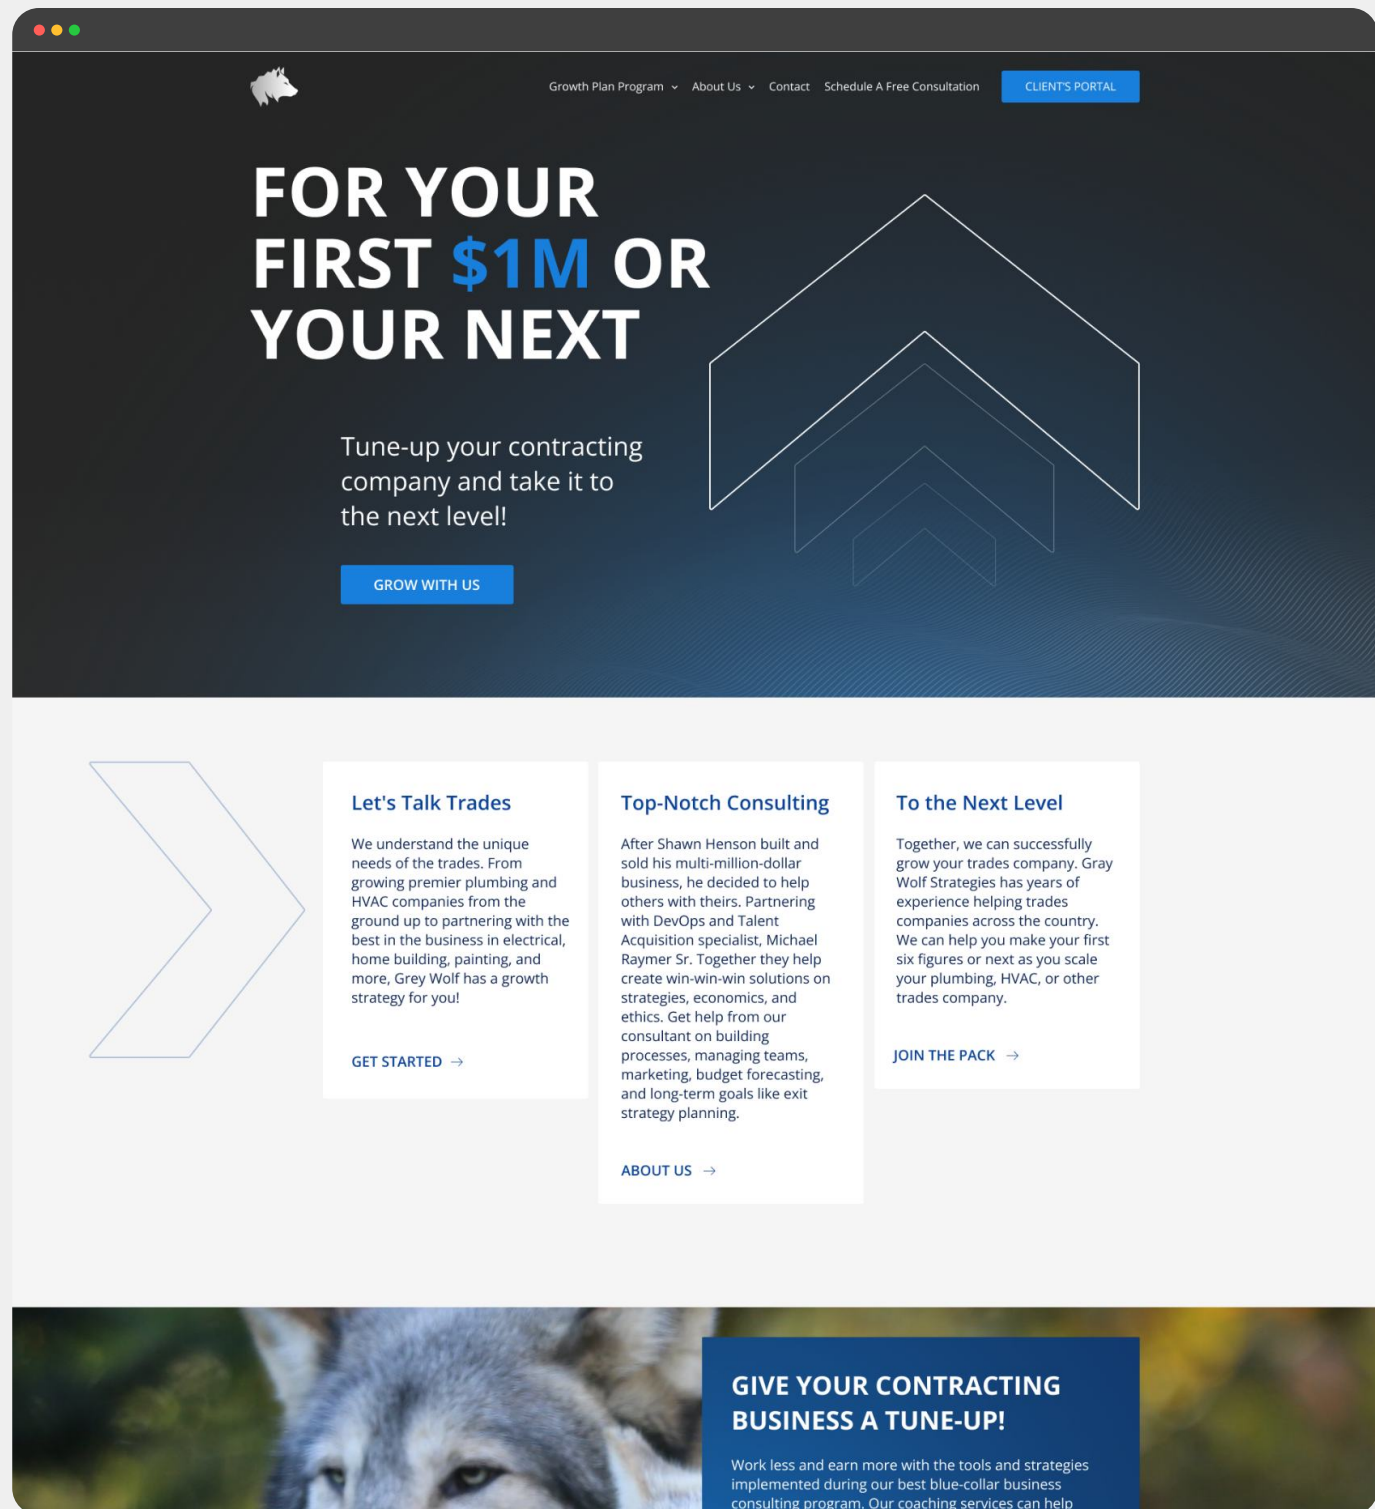 Growth Plan Program About Us Contact Schedule A Free Consultation CLIENT'S PORTAL
FOR YOUR
FIRST $1M OR
YOUR NEXT
Tune-up your contracting
company and take it to
the next level!
GROW WITH US
Let's Talk Trades
We understand the unique
needs of the trades. From
growing premier plumbing and
HVAC companies from the
ground up to partnering with the
best in the business in electrical,
home building, painting, and
more, Grey Wolf has a growth
strategy for you!
GET STARTED →
Top-Notch Consulting
After Shawn Henson built and
sold his multi-million-dollar
business, he decided to help
others with theirs. Partnering
with DevOps and Talent
Acquisition specialist, Michael
Raymer Sr. Together they help
create win-win-win solutions on
strategies, economics, and
ethics. Get help from our
consultant on building
processes, managing teams,
marketing, budget forecasting,
and long-term goals like exit
strategy planning.
ABOUT US →
To the Next Level
Together, we can successfully
grow your trades company. Gray
Wolf Strategies has years of
experience helping trades
companies across the country.
We can help you make your first
six figures or next as you scale
your plumbing, HVAC, or other
trades company.
JOIN THE PACK →
GIVE YOUR CONTRACTING
BUSINESS A TUNE-UP!
Work less and earn more with the tools and strategies
implemented during our best blue-collar business
consulting program. Our coaching services can help